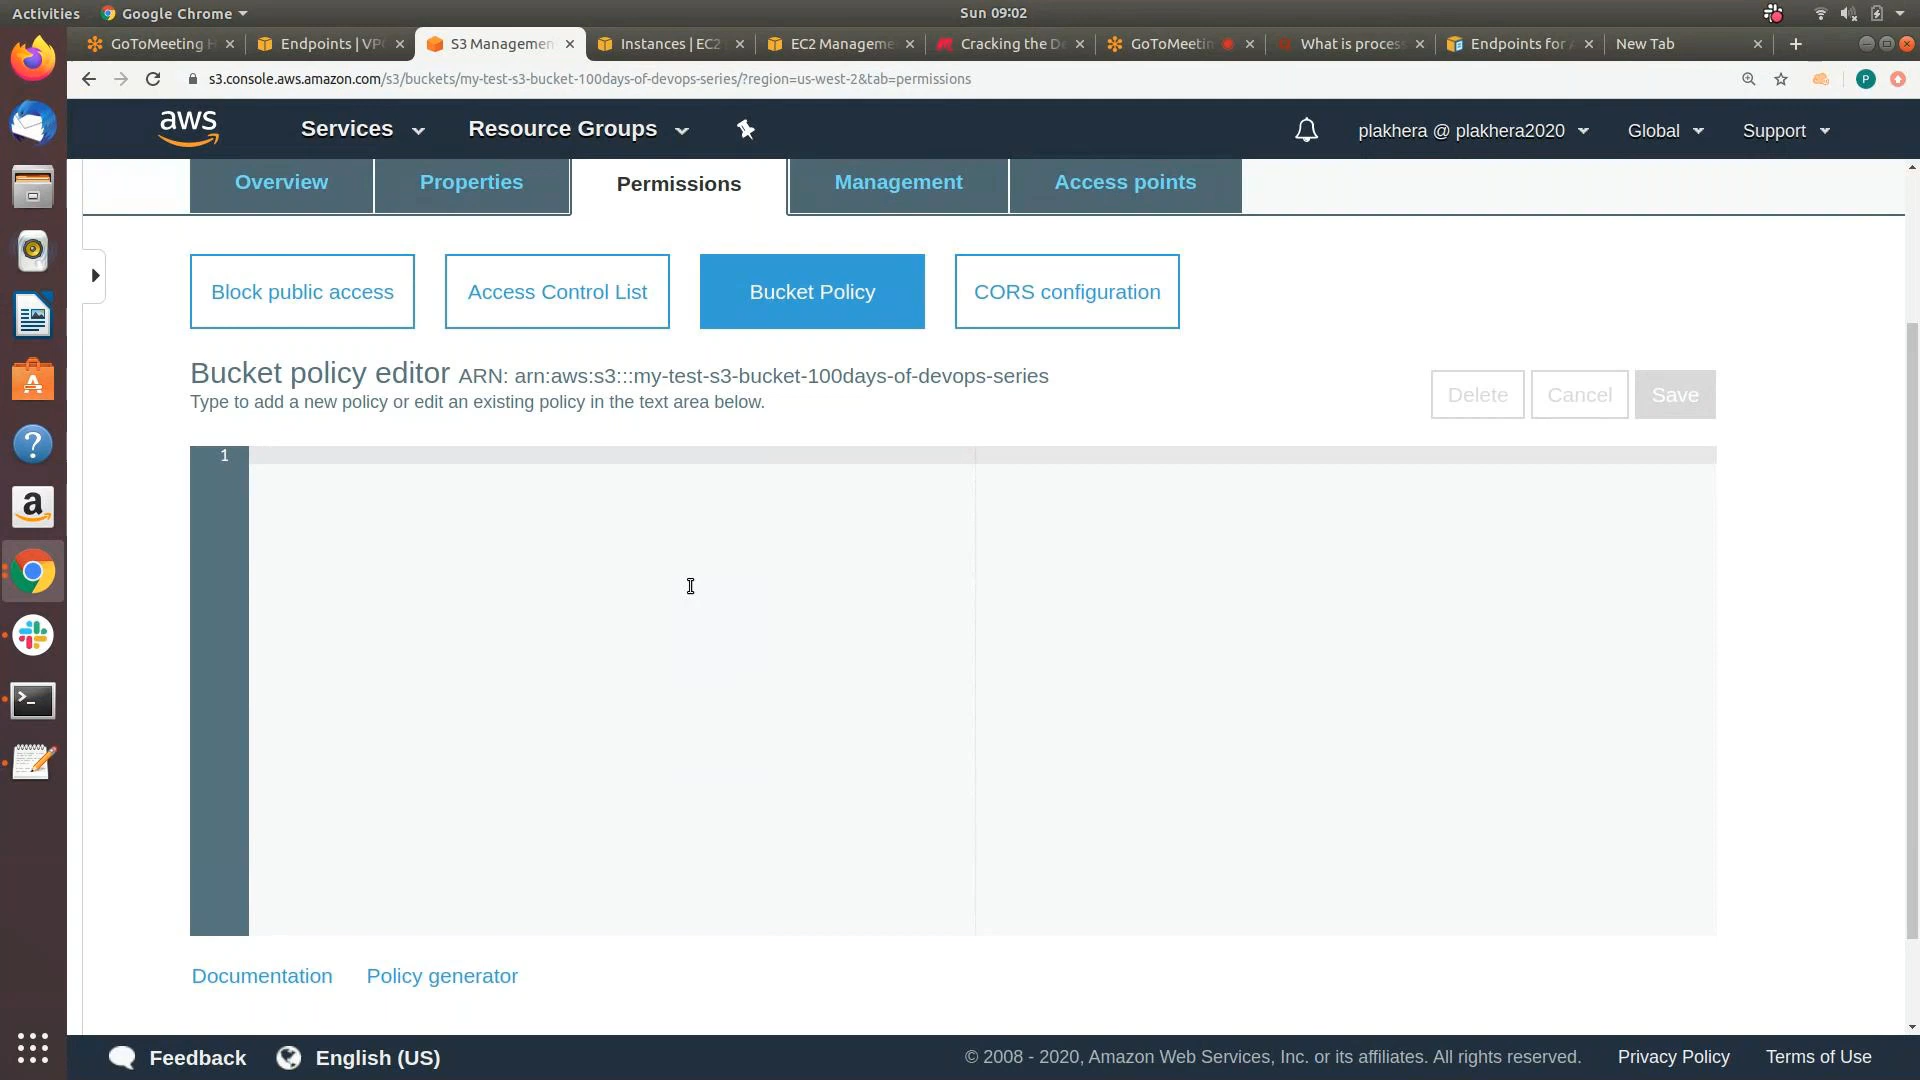 Activities Google Chrome Sun 09:02
GoToMeeting H Endpoints | VPC S3 Managemen Instances | EC2 EC2 Manageme Cracking the De GoToMeetin What is process Endpoints for A New Tab
s3.console.aws.amazon.com/s3/buckets/my-test-s3-bucket-100days-of-devops-series/?region=us-west-2&tab=permissions P
aws Services Resource Groups plakhera @ plakhera2020 Global Support
Overview Properties Permissions Management Access points
Block public access Access Control List Bucket Policy CORS configuration
Bucket policy editor ARN: arn:aws:s3:::my-test-s3-bucket-100days-of-devops-series
Type to add a new policy or edit an existing policy in the text area below.
Delete Cancel Save
1
Documentation Policy generator
Feedback English (US) © 2008 - 2020, Amazon Web Services, Inc. or its affiliates. All rights reserved. Privacy Policy Terms of Use